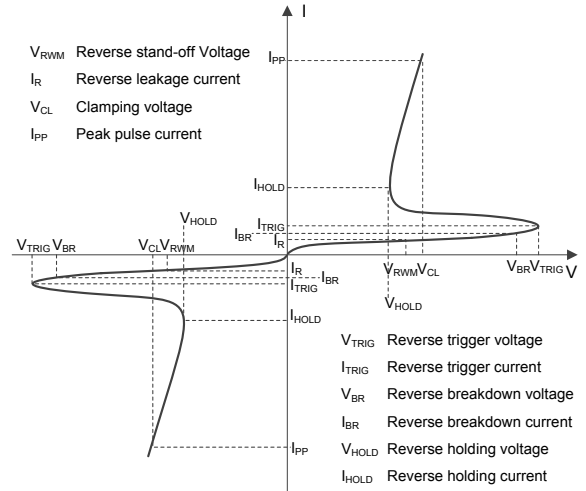 I
V_RWM Reverse stand-off Voltage
I_R Reverse leakage current
V_CL Clamping voltage
I_PP Peak pulse current
I_PP
I_HOLD
V_HOLD
I_TRIG
I_BR
I_R
V_TRIG V_BR V_CL V_RWM
V_RWM V_CL V_BR V_TRIG V
I_R
I_BR
I_TRIG
V_HOLD
I_HOLD
V_TRIG Reverse trigger voltage
I_TRIG Reverse trigger current
V_BR Reverse breakdown voltage
I_BR Reverse breakdown current
V_HOLD Reverse holding voltage
I_HOLD Reverse holding current
I_PP